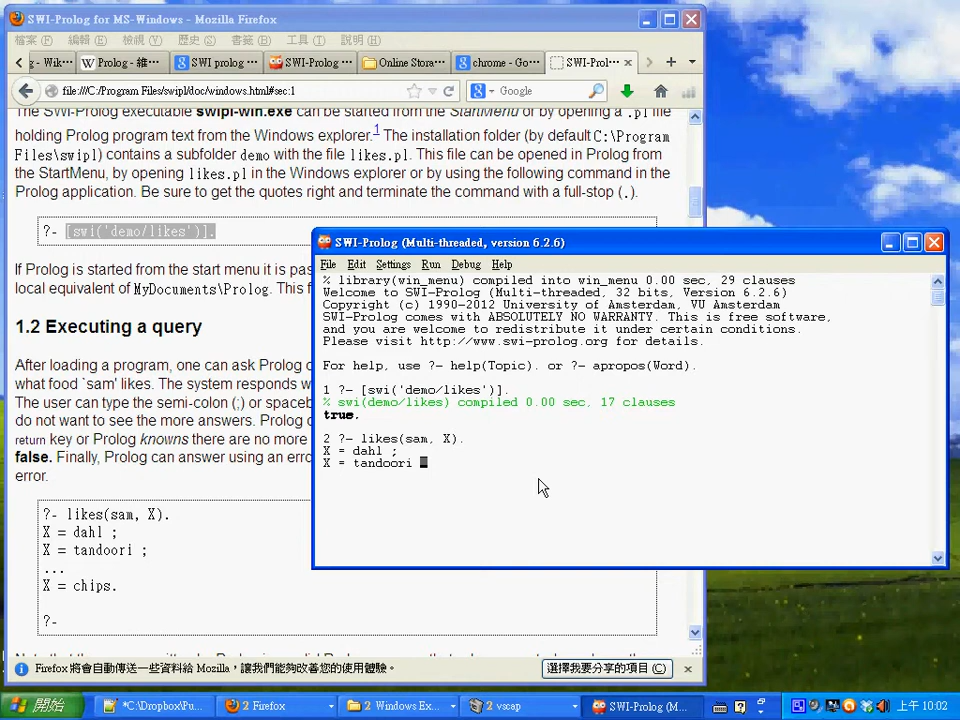 SWI-Prolog for MS-Windows - Mozilla Firefox
檔案(F) 編輯(E) 檢視(V) 歷史(S) 書籤(B) 工具(T) 說明(H)
g - Wik··· Prolog - 維··· SWI prolog ··· SWI-Prolog ··· Online Stora··· chrome - Go··· SWI-Prol···
file:///C:/Program Files/swipl/doc/windows.html#sec:1 Google
The SWI-Prolog executable swipl-win.exe can be started from the StartMenu or by opening a .pl file
holding Prolog program text from the Windows explorer.1 The installation folder (by default C:\Program
Files\swipl) contains a subfolder demo with the file likes.pl. This file can be opened in Prolog from
the StartMenu, by opening likes.pl in the Windows explorer or by using the following command in the
Prolog application. Be sure to get the quotes right and terminate the command with a full-stop (.).
?- [swi('demo/likes')].
If Prolog is started from the start menu it is pas
local equivalent of MyDocuments\Prolog. This f
1.2 Executing a query
After loading a program, one can ask Prolog
what food `sam' likes. The system responds w
The user can type the semi-colon (;) or spaceb
do not want to see the more answers. Prolog
return key or Prolog knows there are no more
false. Finally, Prolog can answer using an erro
error.
?- likes(sam, X).
X = dahl ;
X = tandoori ;
...
X = chips.
?-
SWI-Prolog (Multi-threaded, version 6.2.6)
File Edit Settings Run Debug Help
% library(win_menu) compiled into win_menu 0.00 sec, 29 clauses
Welcome to SWI-Prolog (Multi-threaded, 32 bits, Version 6.2.6)
Copyright (c) 1990-2012 University of Amsterdam, VU Amsterdam
SWI-Prolog comes with ABSOLUTELY NO WARRANTY. This is free software,
and you are welcome to redistribute it under certain conditions.
Please visit http://www.swi-prolog.org for details.
For help, use ?- help(Topic). or ?- apropos(Word).
1 ?- [swi('demo/likes')].
% swi(demo/likes) compiled 0.00 sec, 17 clauses
true.
2 ?- likes(sam, X).
X = dahl ;
X = tandoori
Firefox 將會自動傳送一些資料給 Mozilla，讓我們能夠改善您的使用體驗。 選擇我要分享的項目(C)
開始 *C:\Dropbox\Pu... 2 Firefox 2 Windows Ex... 2 vscap SWI-Prolog (M... 上午 10:02